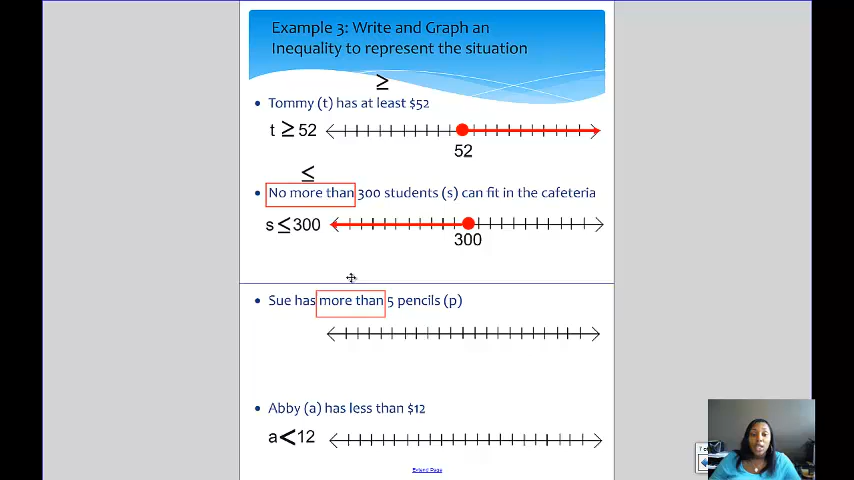 Example 3: Write and Graph an
Inequality to represent the situation
≥
• Tommy (t) has at least $52
t ≥ 52
52
≤
• No more than 300 students (s) can fit in the cafeteria
s ≤ 300
300
• Sue has more than 5 pencils (p)
• Abby (a) has less than $12
a < 12
Extend Page